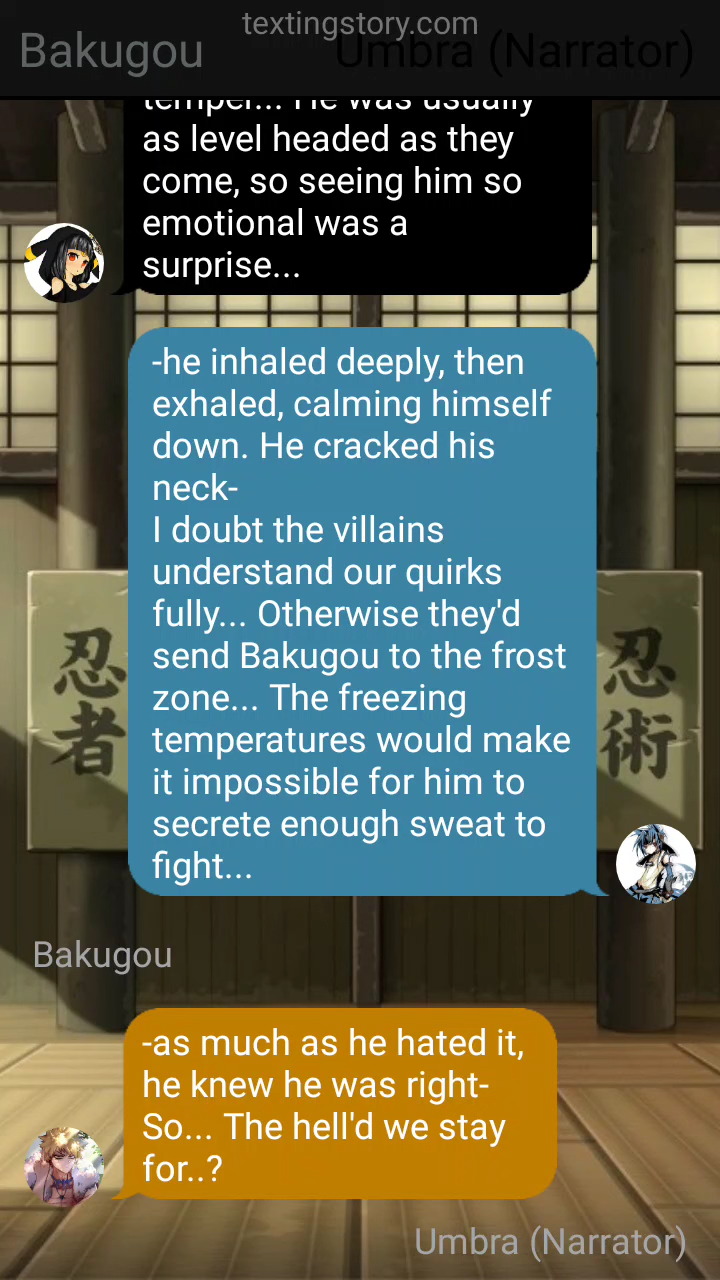 textingstory.com
Bakugou
Umbra (Narrator)
temper... He was usually
as level headed as they
come, so seeing him so
emotional was a
surprise...
-he inhaled deeply, then
exhaled, calming himself
down. He cracked his
neck-
I doubt the villains
understand our quirks
fully... Otherwise they'd
send Bakugou to the frost
zone... The freezing
temperatures would make
it impossible for him to
secrete enough sweat to
fight...
忍者
忍術
Bakugou
-as much as he hated it,
he knew he was right-
So... The hell'd we stay
for..?
Umbra (Narrator)